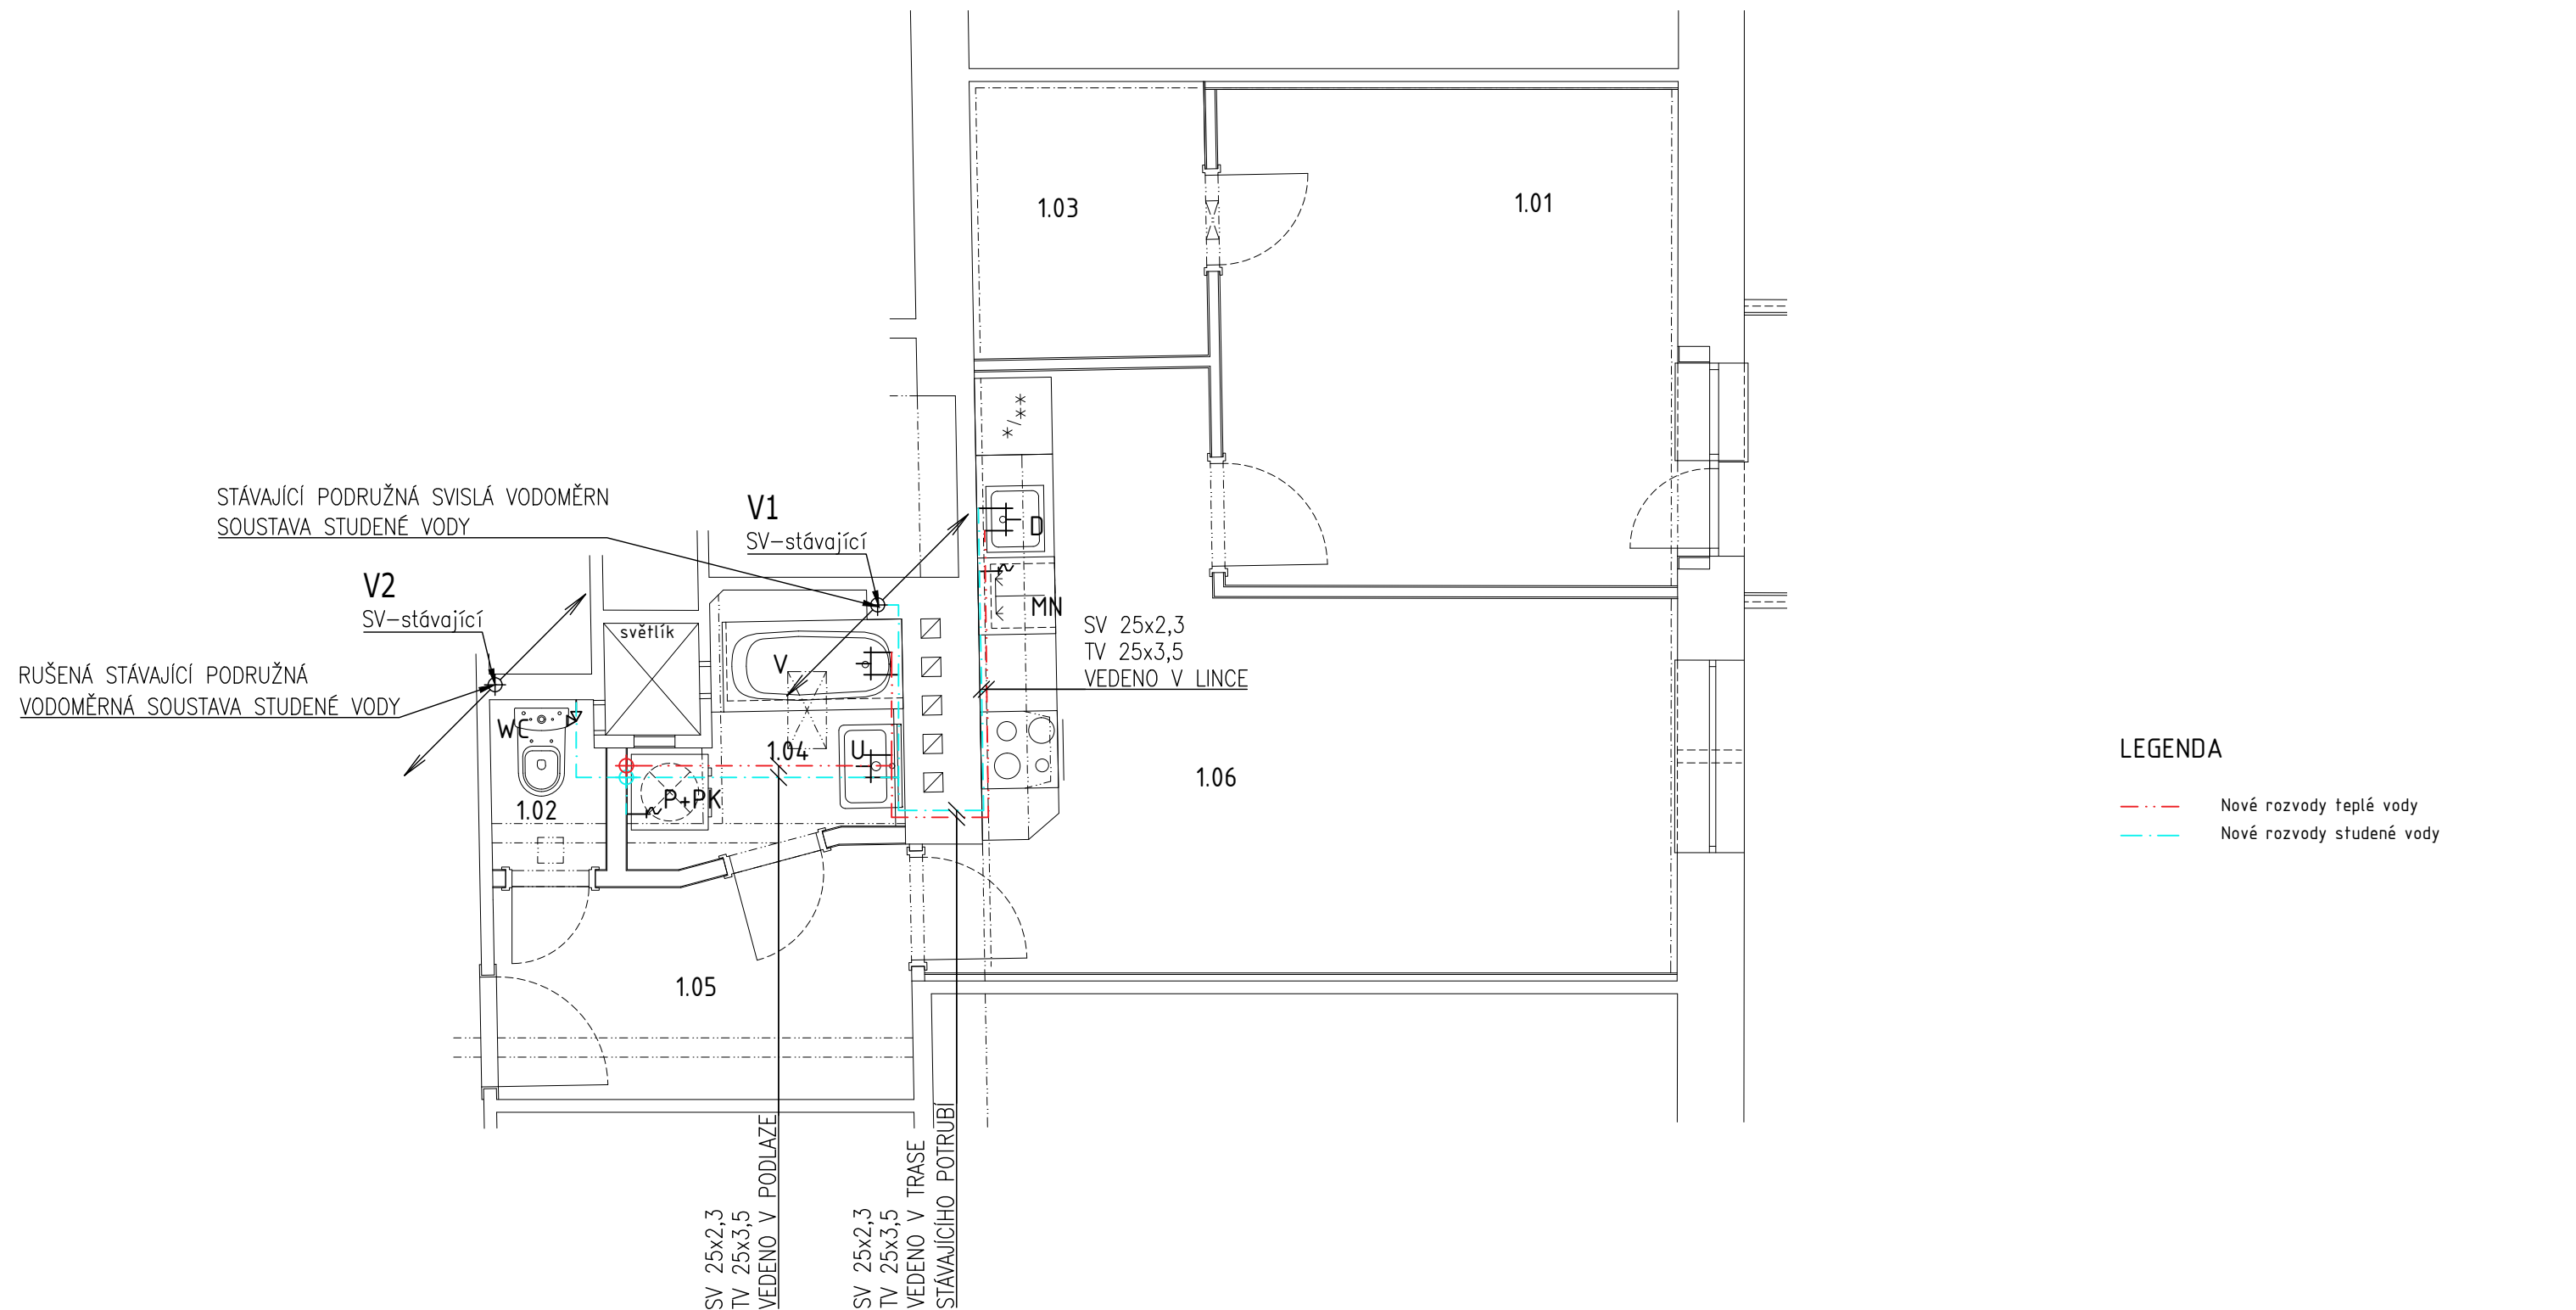 1.03
1.01
*/**
STÁVAJÍCÍ PODRUŽNÁ SVISLÁ VODOMĚRN
SOUSTAVA STUDENÉ VODY
V1
SV-stávající
D
V2
SV-stávající
MN
světlík
SV 25x2,3
TV 25x3,5
VEDENO V LINCE
V
RUŠENÁ STÁVAJÍCÍ PODRUŽNÁ
VODOMĚRNÁ SOUSTAVA STUDENÉ VODY
WC
1.04
U
P+PK
1.02
1.06
LEGENDA
Nové rozvody teplé vody
Nové rozvody studené vody
1.05
SV 25x2,3
TV 25x3,5
VEDENO V PODLAZE
SV 25x2,3
TV 25x3,5
VEDENO V TRASE
STÁVAJÍCÍHO POTRUBÍ